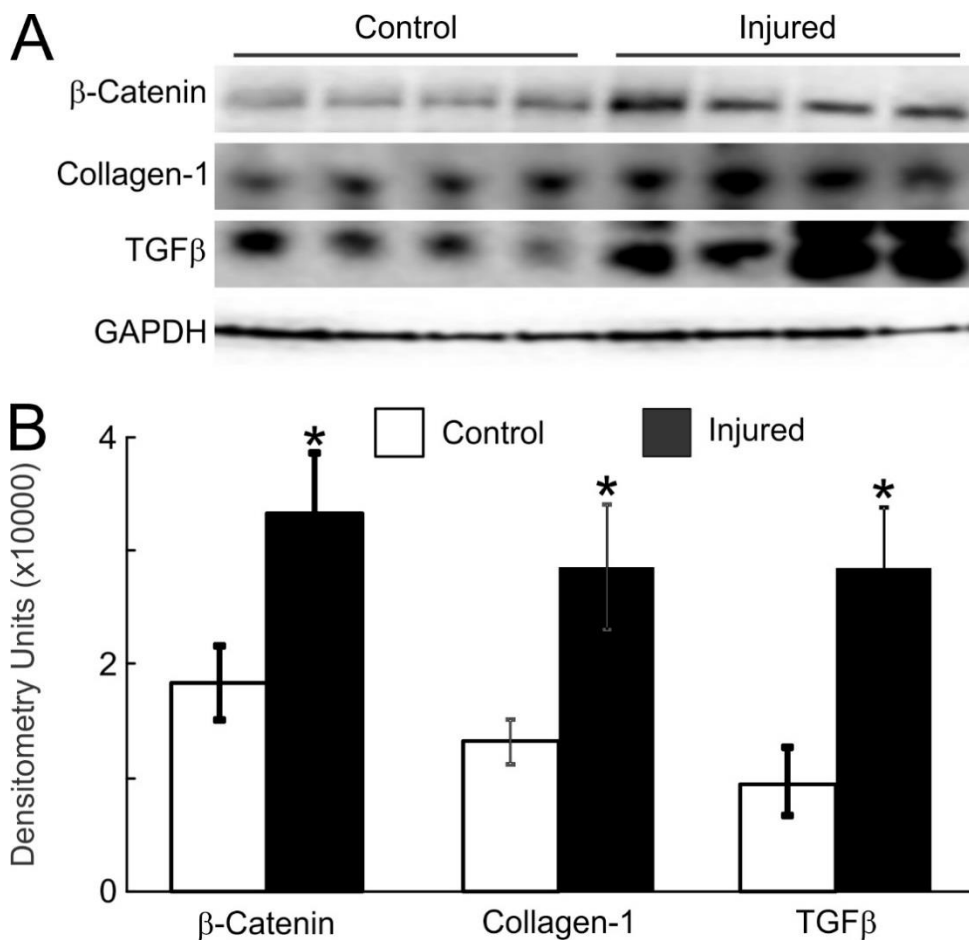 A
Control Injured
β-Catenin
Collagen-1
TGFβ
GAPDH
B
Control Injured
Densitometry Units (x10000)
4
2
0
* * *
β-Catenin Collagen-1 TGFβ